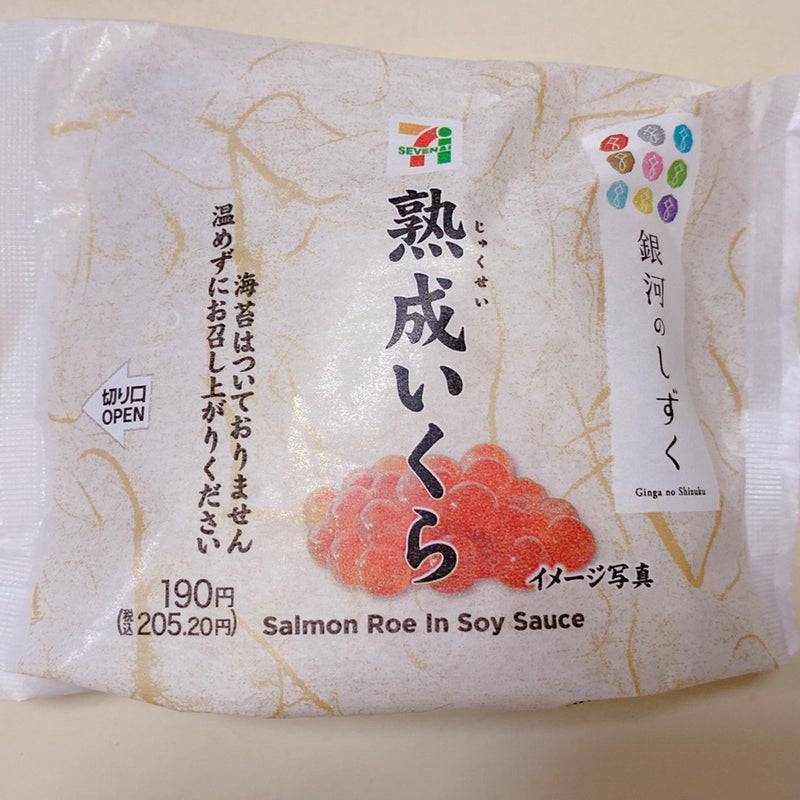 SEVEN&i
熟成いくら
じゅくせい
銀河のしずく
Ginga no Shizuku
海苔はついておりません
温めずにお召し上がりください
切り口
OPEN
イメージ写真
190円
(税込205.20円)
Salmon Roe In Soy Sauce